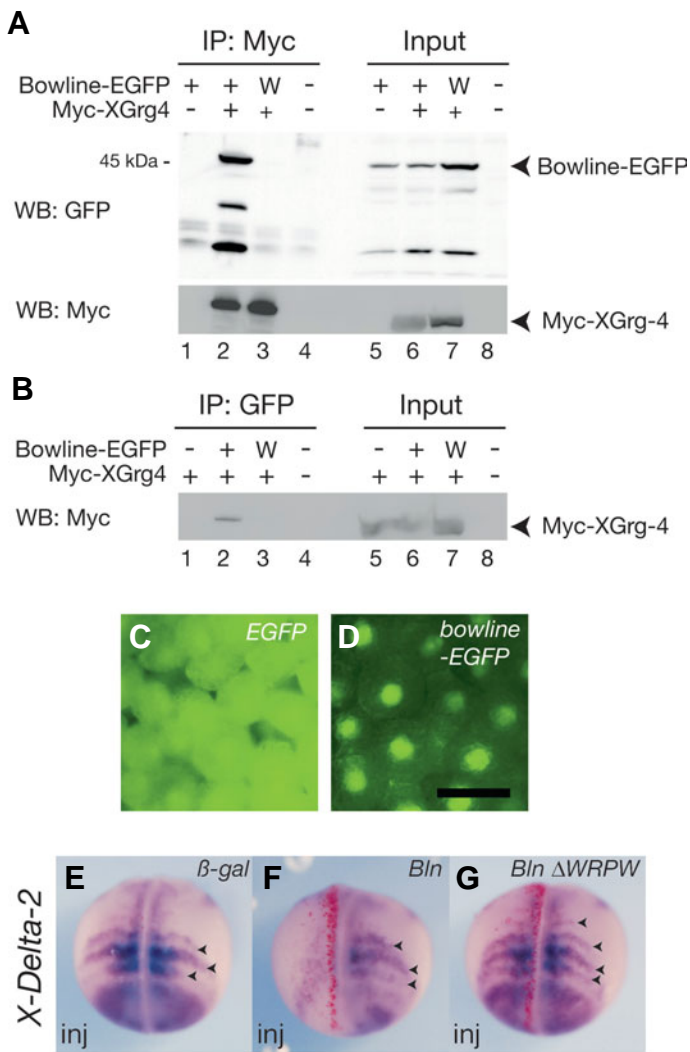 A
IP: Myc Input
Bowline-EGFP + + W - + + W -
Myc-XGrg4 - + + - - + + -
45 kDa -
Bowline-EGFP
WB: GFP
WB: Myc
Myc-XGrg-4
1 2 3 4 5 6 7 8
B
IP: GFP Input
Bowline-EGFP - + W - - + W -
Myc-XGrg4 + + + - + + + -
WB: Myc
Myc-XGrg-4
1 2 3 4 5 6 7 8
C EGFP
D bowline
-EGFP
X-Delta-2
E ß-gal
inj
F Bln
inj
G Bln ΔWRPW
inj